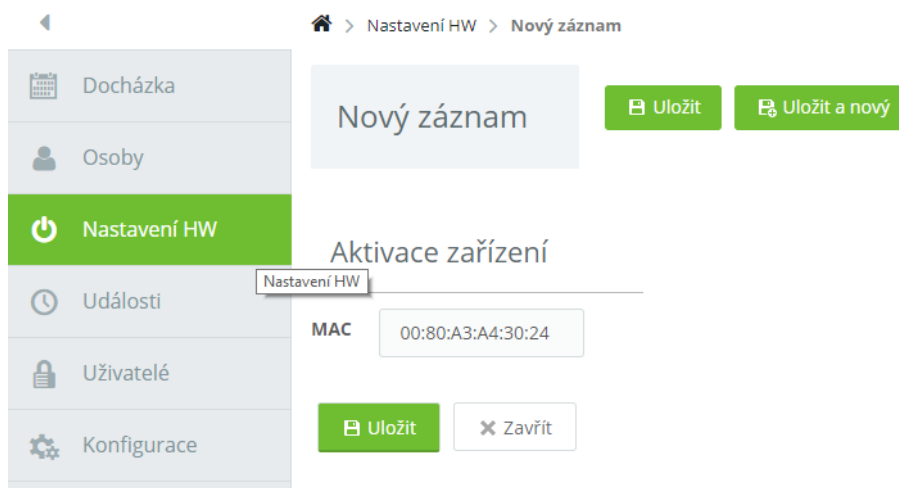 Nastavení HW > Nový záznam
Docházka
Osoby
Nastavení HW
Nastavení HW
Události
Uživatelé
Konfigurace
Nový záznam
Uložit
Uložit a nový
Aktivace zařízení
MAC 00:80:A3:A4:30:24
Uložit
Zavřít